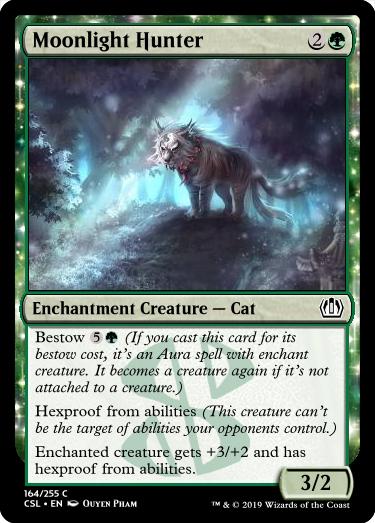 Moonlight Hunter 2
Enchantment Creature — Cat
Bestow 5 (If you cast this card for its
bestow cost, it's an Aura spell with enchant
creature. It becomes a creature again if it's not
attached to a creature.)
Hexproof from abilities (This creature can't
be the target of abilities your opponents control.)
Enchanted creature gets +3/+2 and has
hexproof from abilities.
3/2
164/255 C
CSL • EN Ouyen Pham
™ & © 2019 Wizards of the Coast